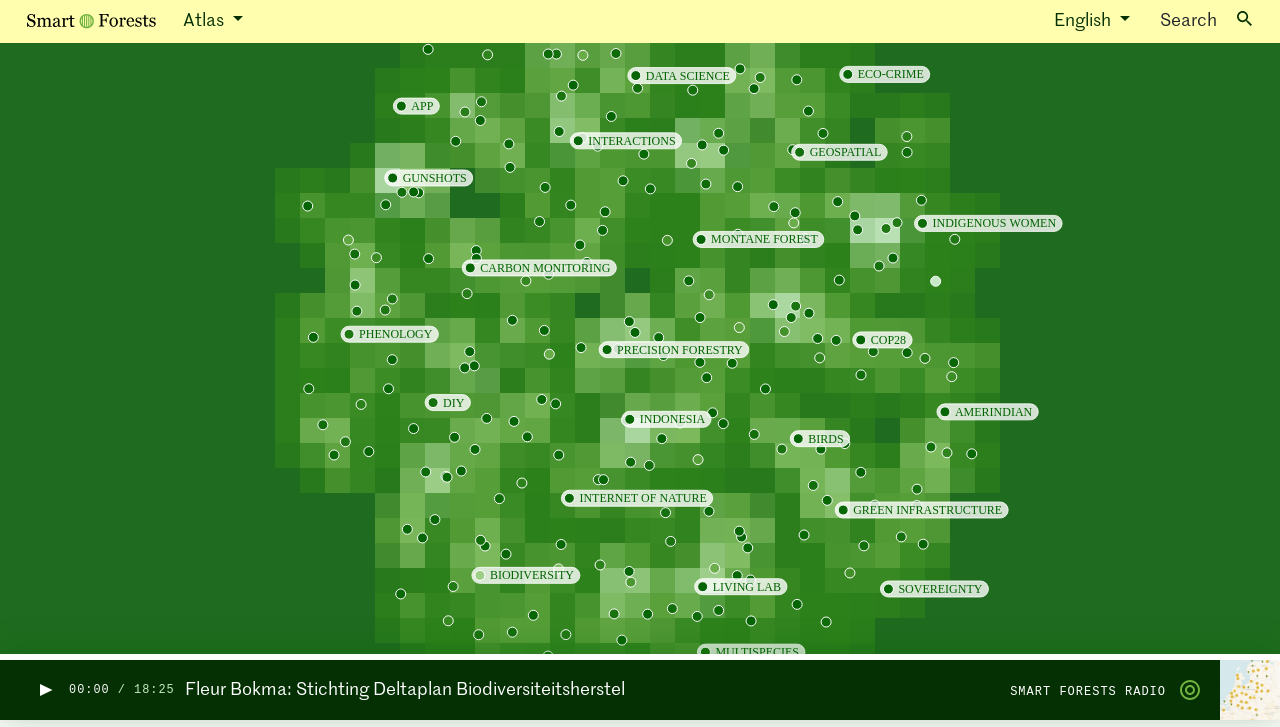 Smart Forests Atlas English Search
DATA SCIENCE
ECO-CRIME
APP
INTERACTIONS
GEOSPATIAL
GUNSHOTS
INDIGENOUS WOMEN
MONTANE FOREST
CARBON MONITORING
PHENOLOGY
COP28
PRECISION FORESTRY
DIY
AMERINDIAN
INDONESIA
BIRDS
INTERNET OF NATURE
GREEN INFRASTRUCTURE
BIODIVERSITY
LIVING LAB
SOVEREIGNTY
MULTISPECIES
00:00 / 18:25 Fleur Bokma: Stichting Deltaplan Biodiversiteitsherstel SMART FORESTS RADIO